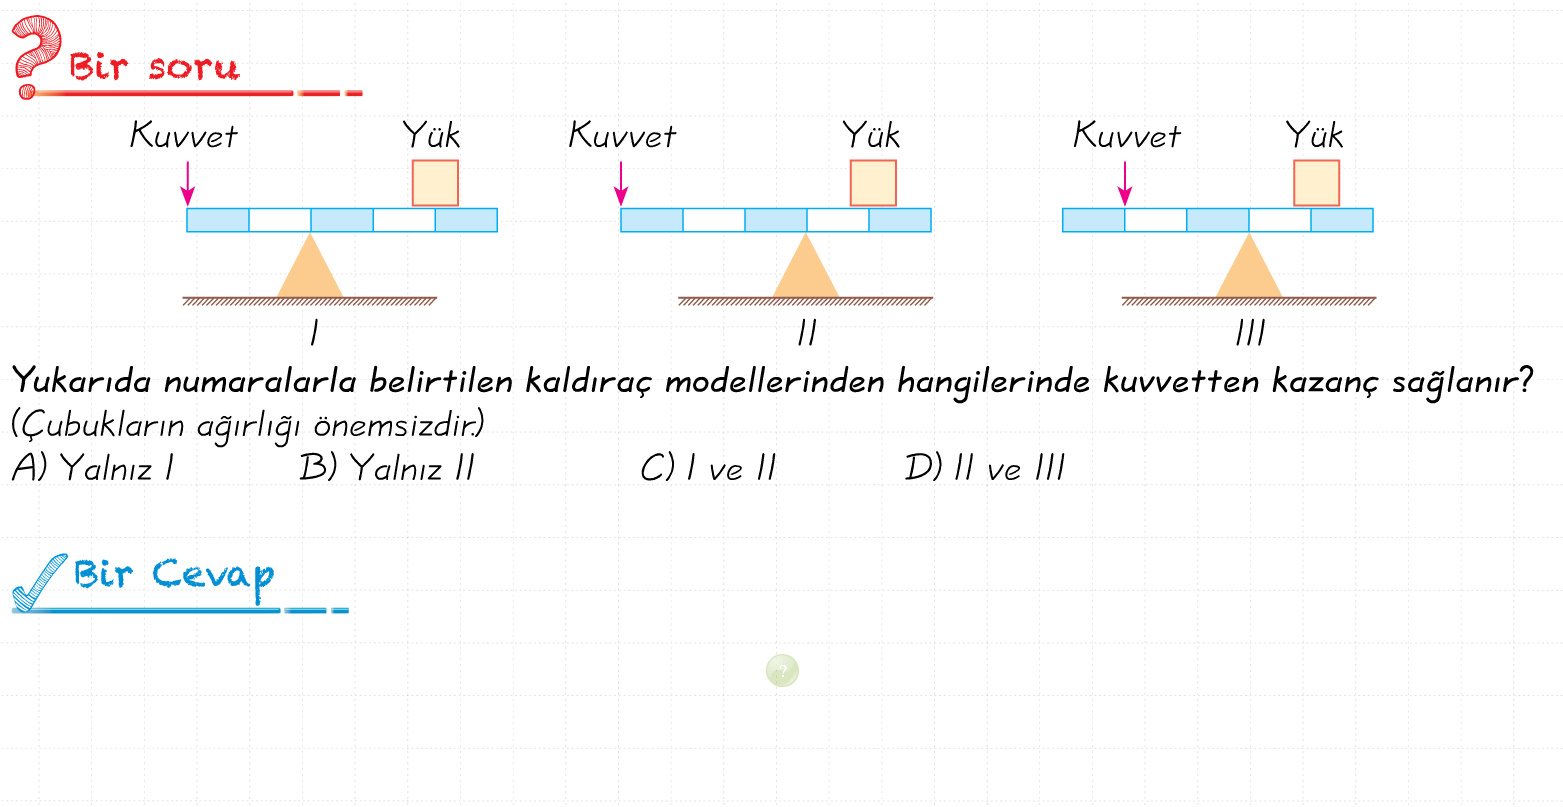 ?
Bir soru
Kuvvet Yük Kuvvet Yük Kuvvet Yük
I II III
Yukarıda numaralarla belirtilen kaldıraç modellerinden hangilerinde kuvvetten kazanç sağlanır?
(Çubukların ağırlığı önemsizdir.)
A) Yalnız I B) Yalnız II C) I ve II D) II ve III
Bir Cevap
?